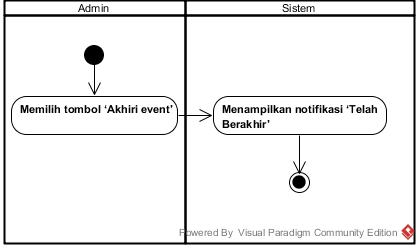 Admin
Sistem
Memilih tombol ‘Akhiri event’
Menampilkan notifikasi ‘Telah
Berakhir’
Powered By Visual Paradigm Community Edition